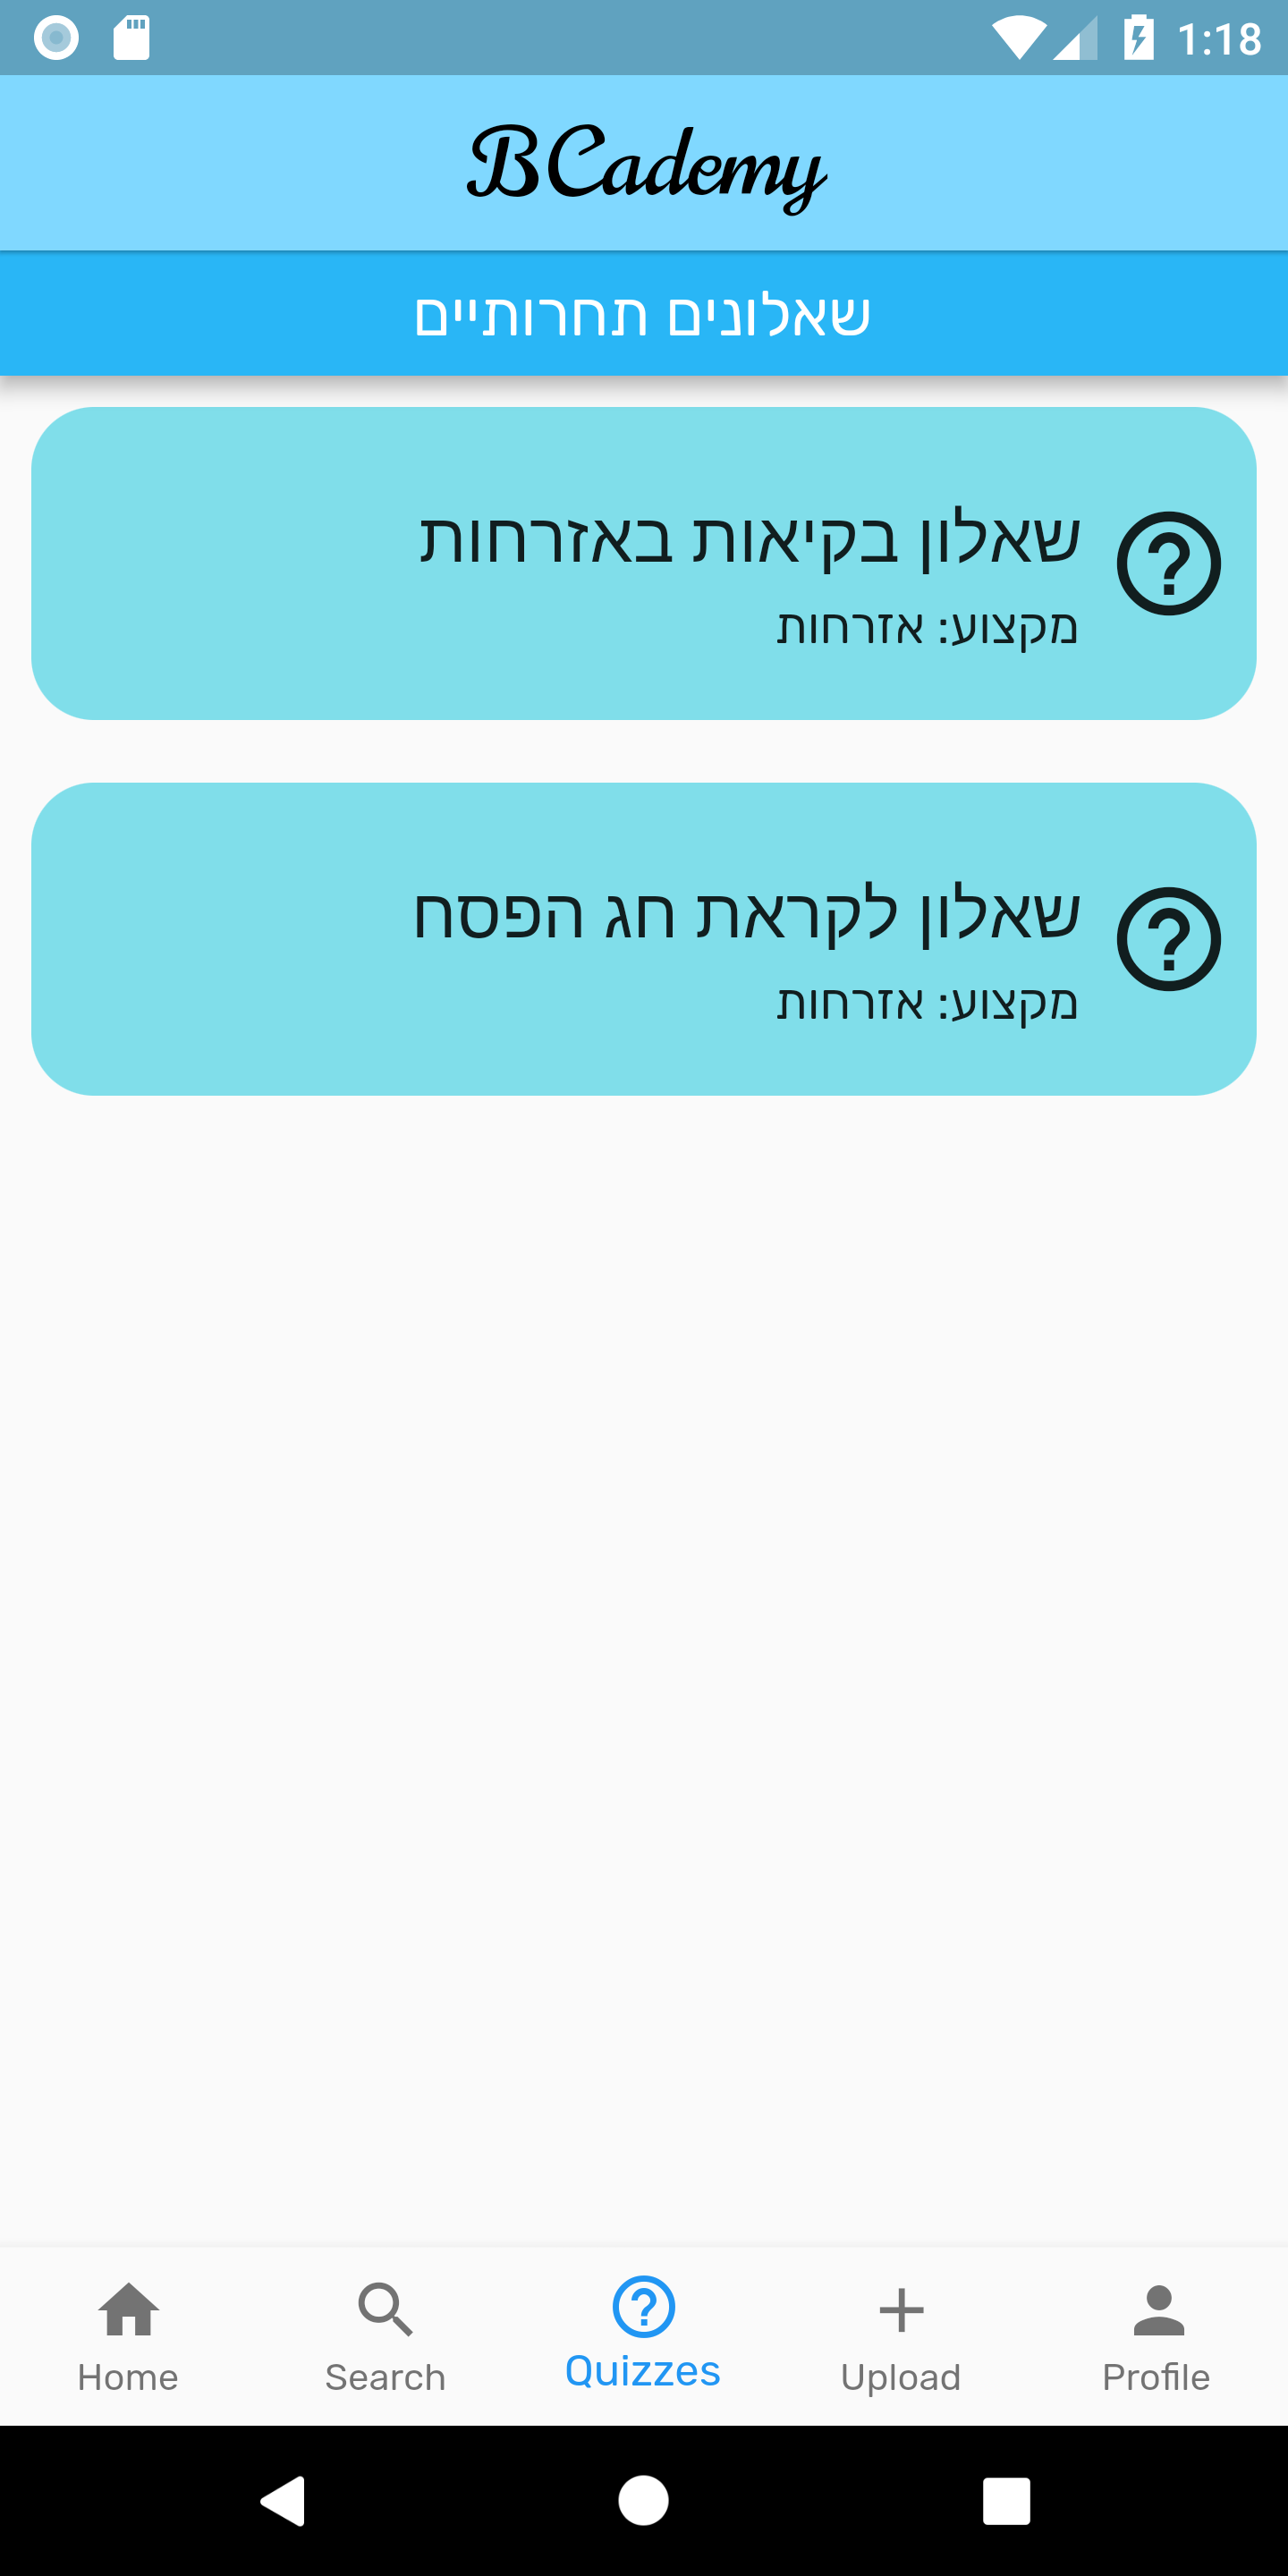 1:18
BCademy
שאלונים תחרותיים
שאלון בקיאות באזרחות
מקצוע: אזרחות
שאלון לקראת חג הפסח
מקצוע: אזרחות
Home
Search
Quizzes
Upload
Profile